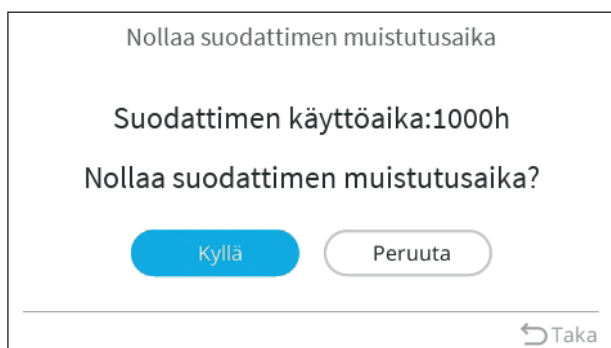 Nollaa suodattimen muistutusaika
Suodattimen käyttöaika:1000h
Nollaa suodattimen muistutusaika?
Kyllä
Peruuta
Taka